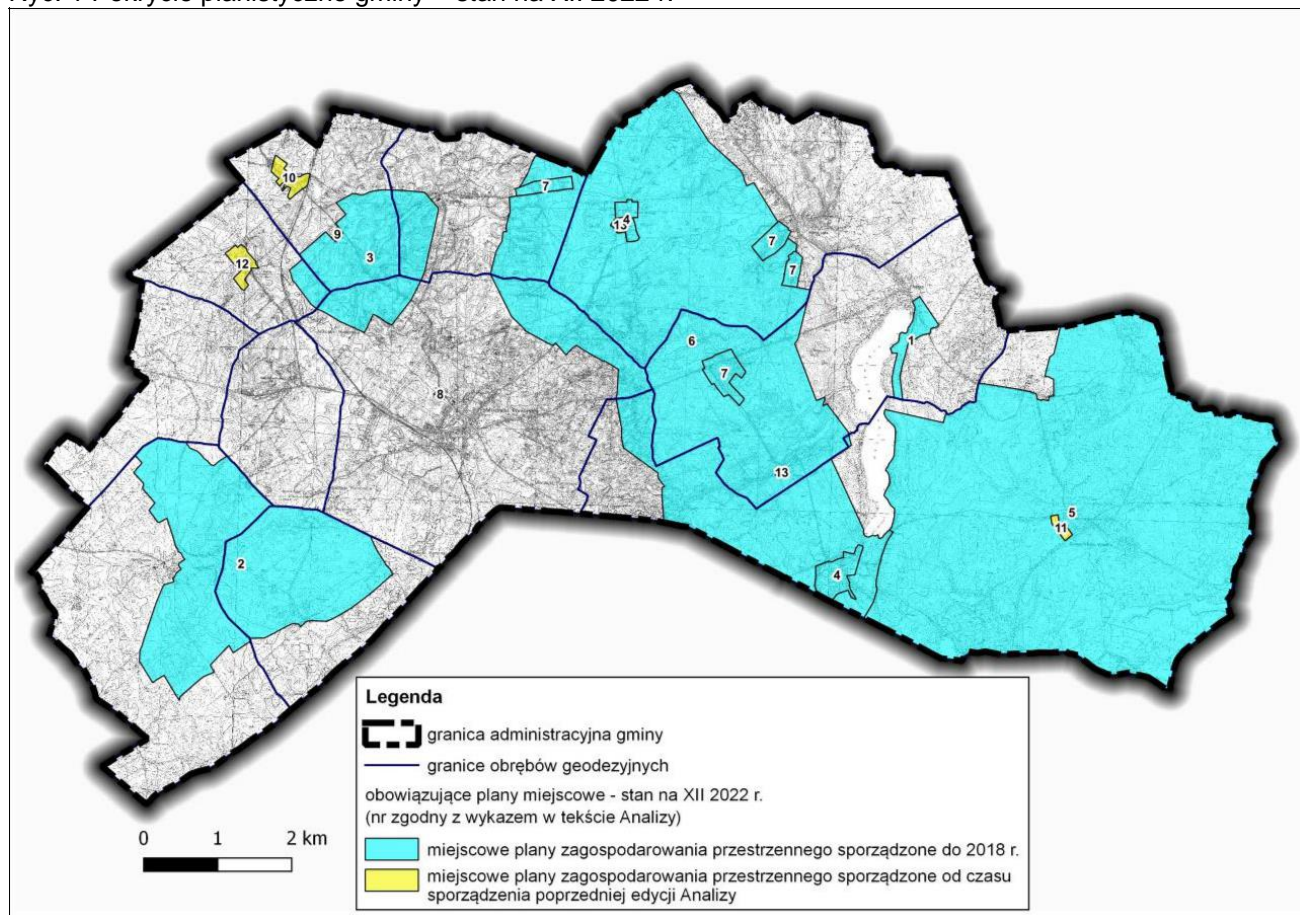 10
7
4
13
12
9
3
7
7
1
6
7
8
13
5
11
2
4
Legenda
granica administracyjna gminy
granice obrębów geodezyjnych
obowiązujące plany miejscowe - stan na XII 2022 r.
(nr zgodny z wykazem w tekście Analizy)
miejscowe plany zagospodarowania przestrzennego sporządzone do 2018 r.
miejscowe plany zagospodarowania przestrzennego sporządzone od czasu
sporządzenia poprzedniej edycji Analizy
0 1 2 km